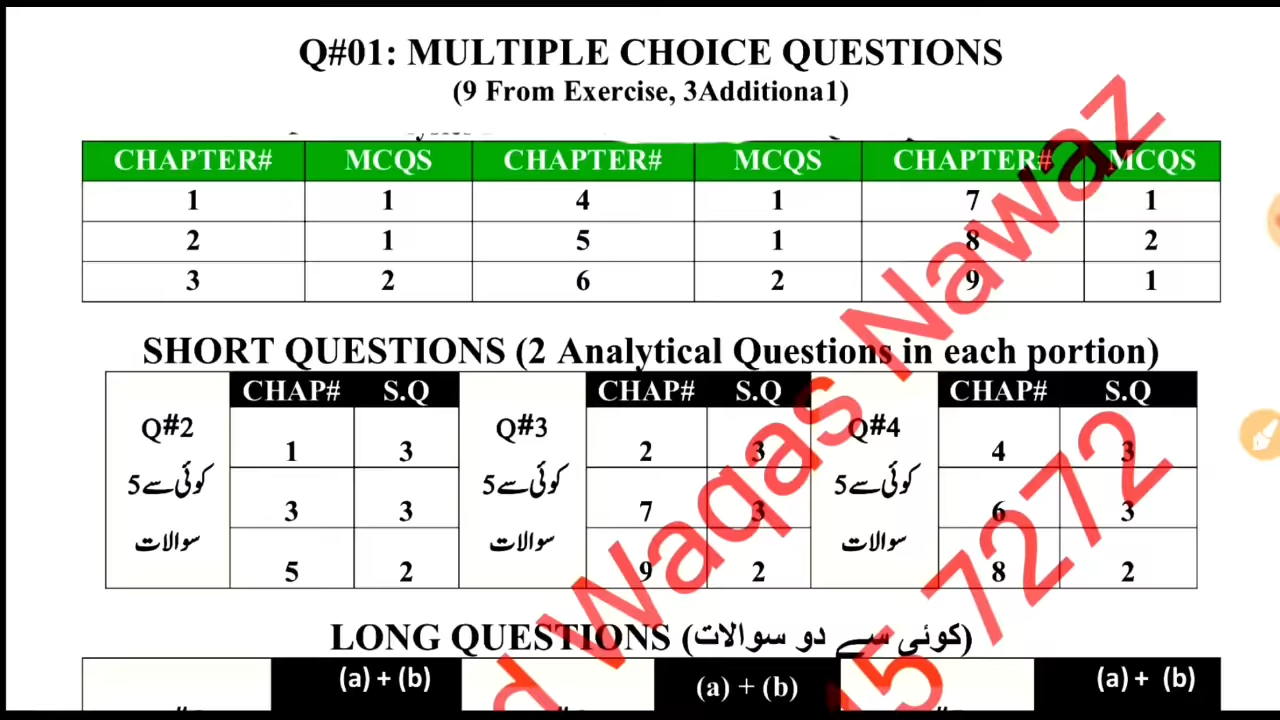 Q#01: MULTIPLE CHOICE QUESTIONS
(9 From Exercise, 3Additiona1)
CHAPTER# MCQS CHAPTER# MCQS CHAPTER# MCQS
1 1 4 1 7 1
2 1 5 1 8 2
3 2 6 2 9 1
SHORT QUESTIONS (2 Analytical Questions in each portion)
Q#2 کوئی سے 5 سوالات
CHAP# S.Q
1 3
3 3
5 2
Q#3 کوئی سے 5 سوالات
CHAP# S.Q
2 3
7 3
9 2
Q#4 کوئی سے 5 سوالات
CHAP# S.Q
4 3
6 3
8 2
LONG QUESTIONS (کوئی سے دو سوالات)
(a) + (b) (a) + (b) (a) + (b)
Waqas Nawaz
7272